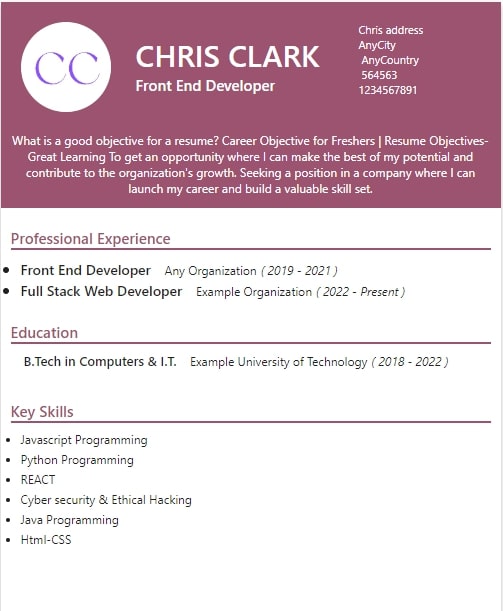 CC
CHRIS CLARK
Front End Developer
Chris address
AnyCity
AnyCountry
564563
1234567891
What is a good objective for a resume? Career Objective for Freshers | Resume Objectives-
Great Learning To get an opportunity where I can make the best of my potential and
contribute to the organization's growth. Seeking a position in a company where I can
launch my career and build a valuable skill set.
Professional Experience
• Front End Developer Any Organization ( 2019 - 2021 )
• Full Stack Web Developer Example Organization ( 2022 - Present )
Education
B.Tech in Computers & I.T. Example University of Technology ( 2018 - 2022 )
Key Skills
• Javascript Programming
• Python Programming
• REACT
• Cyber security & Ethical Hacking
• Java Programming
• Html-CSS